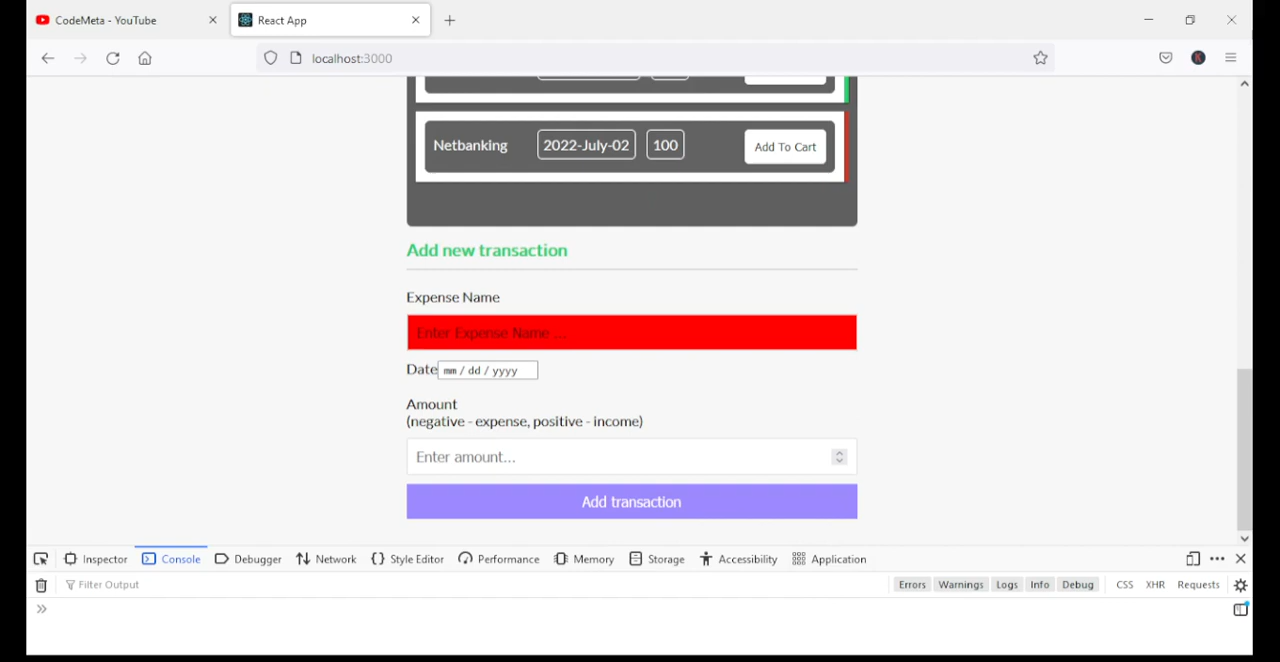 CodeMeta - YouTube
React App
localhost:3000
K
Netbanking 2022-July-02 100 Add To Cart
Add new transaction
Expense Name
Enter Expense Name ...
Date mm / dd / yyyy
Amount
(negative - expense, positive - income)
Enter amount...
Add transaction
Inspector Console Debugger Network Style Editor Performance Memory Storage Accessibility Application
Filter Output Errors Warnings Logs Info Debug CSS XHR Requests